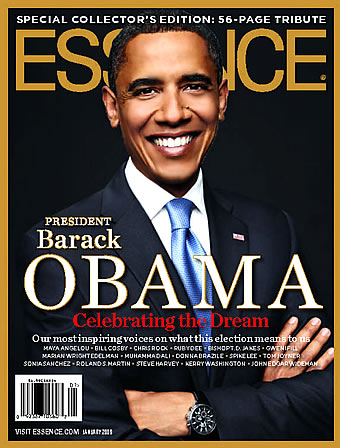 SPECIAL COLLECTOR'S EDITION: 56-PAGE TRIBUTE
ESSENCE
PRESIDENT
Barack
OBAMA
Celebrating the Dream
Our most inspiring voices on what this election means to us
MAYA ANGELOU · BILL COSBY · CHRIS ROCK · RUBY DEE · BISHOP T.D. JAKES · GWEN IFILL
MARIAN WRIGHT EDELMAN · MUHAMMAD ALI · DONNA BRAZILE · SPIKE LEE · TOM JOYNER
SONIA SANCHEZ · ROLAND S. MARTIN · STEVE HARVEY · KERRY WASHINGTON · JOHN EDGAR WIDEMAN
VISIT ESSENCE.COM JANUARY 2009